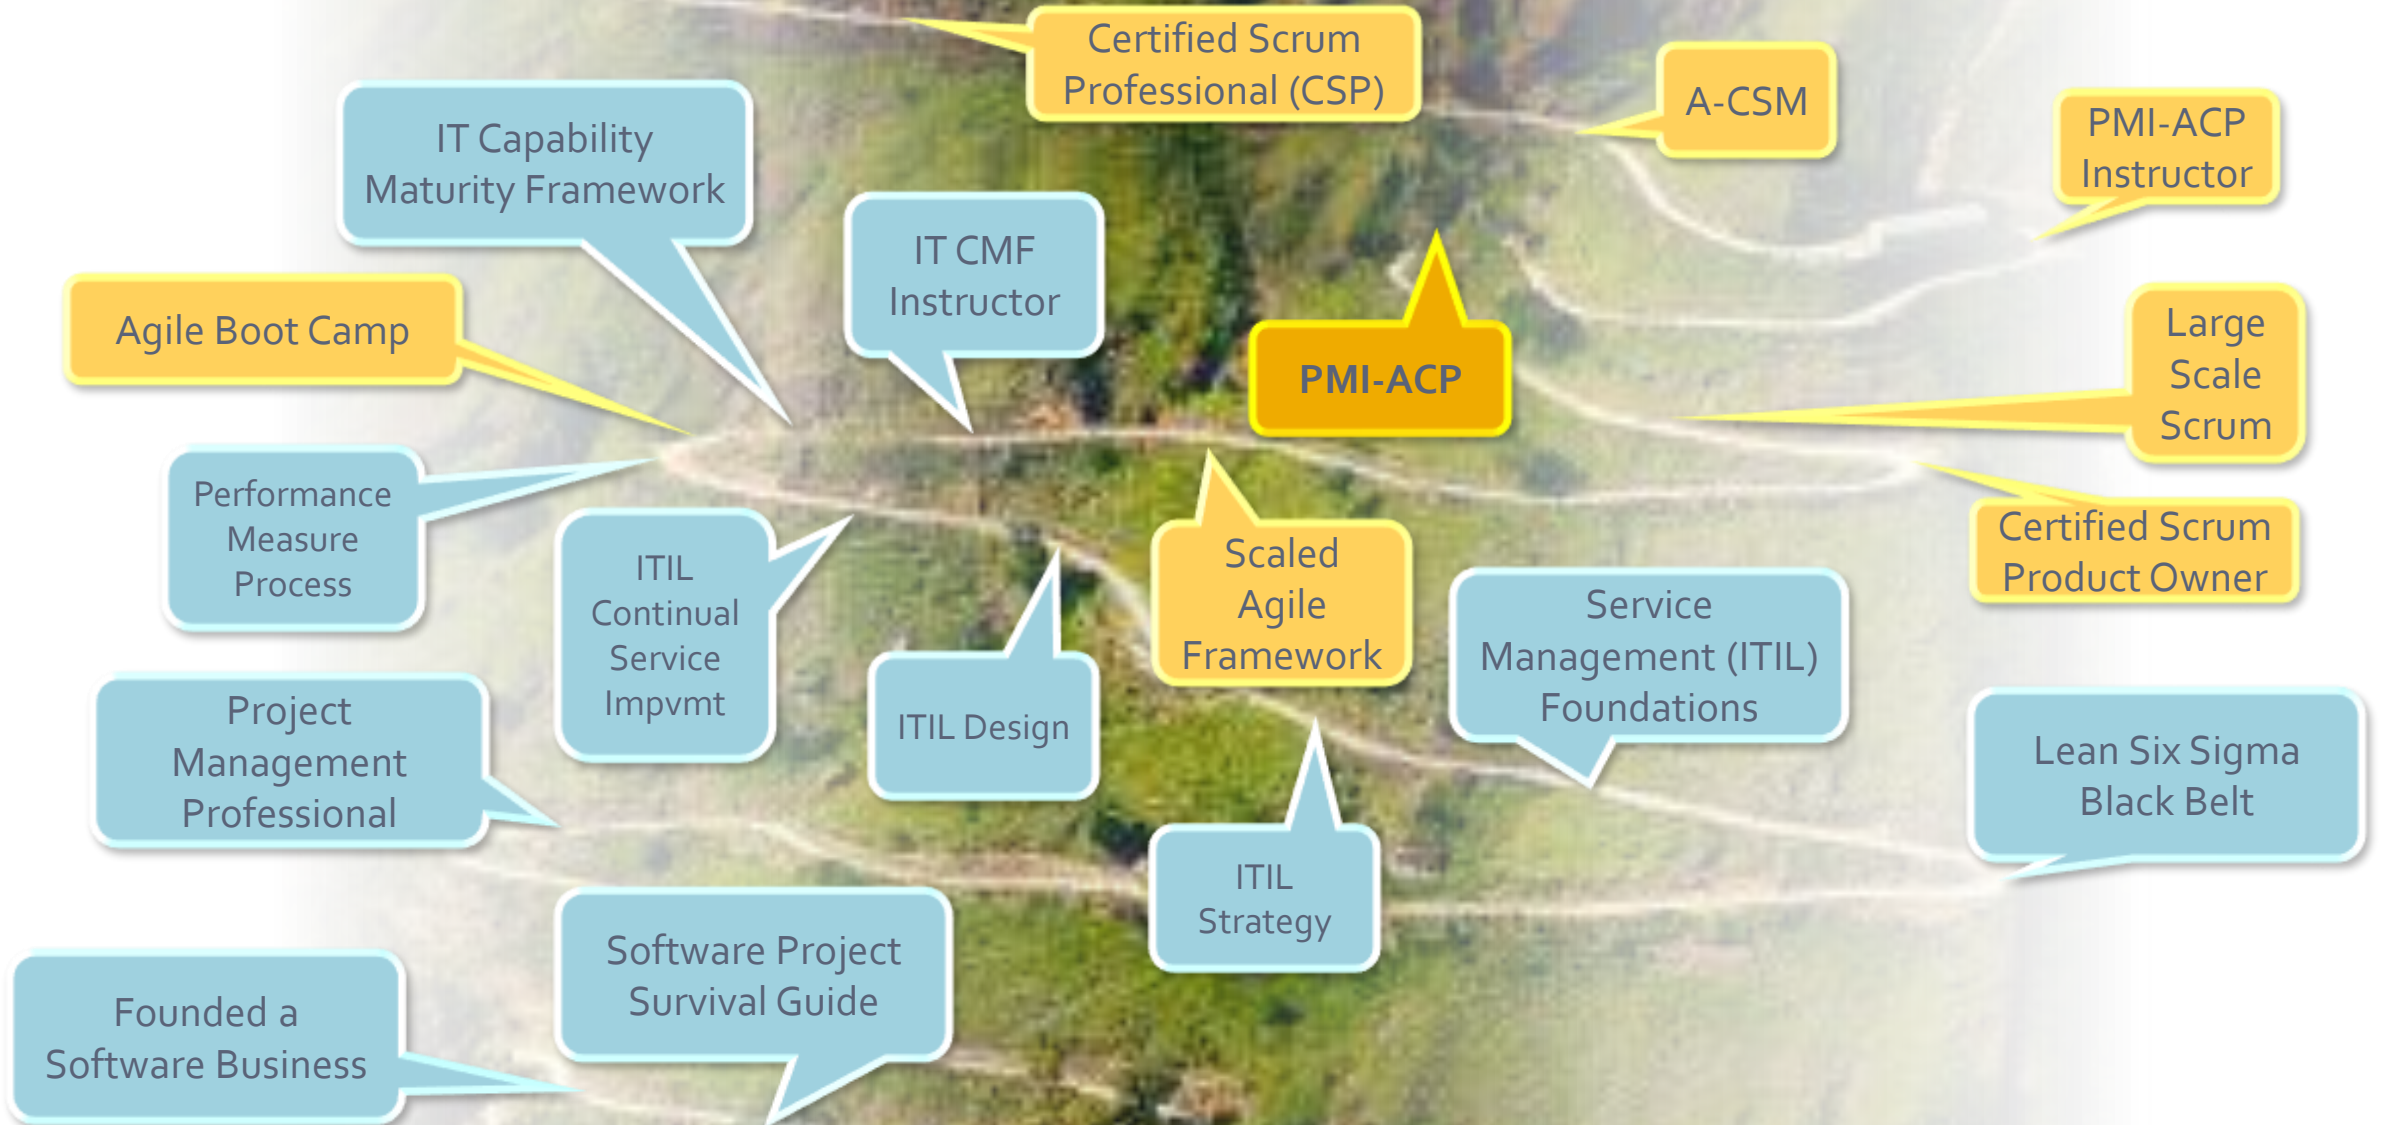 Certified Scrum
Professional (CSP)
A-CSM
PMI-ACP
Instructor
IT Capability
Maturity Framework
IT CMF
Instructor
Agile Boot Camp
PMI-ACP
Large
Scale
Scrum
Performance
Measure
Process
ITIL
Continual
Service
Impvmt
Scaled
Agile
Framework
Certified Scrum
Product Owner
Service
Management (ITIL)
Foundations
ITIL Design
Project
Management
Professional
Lean Six Sigma
Black Belt
ITIL
Strategy
Software Project
Survival Guide
Founded a
Software Business